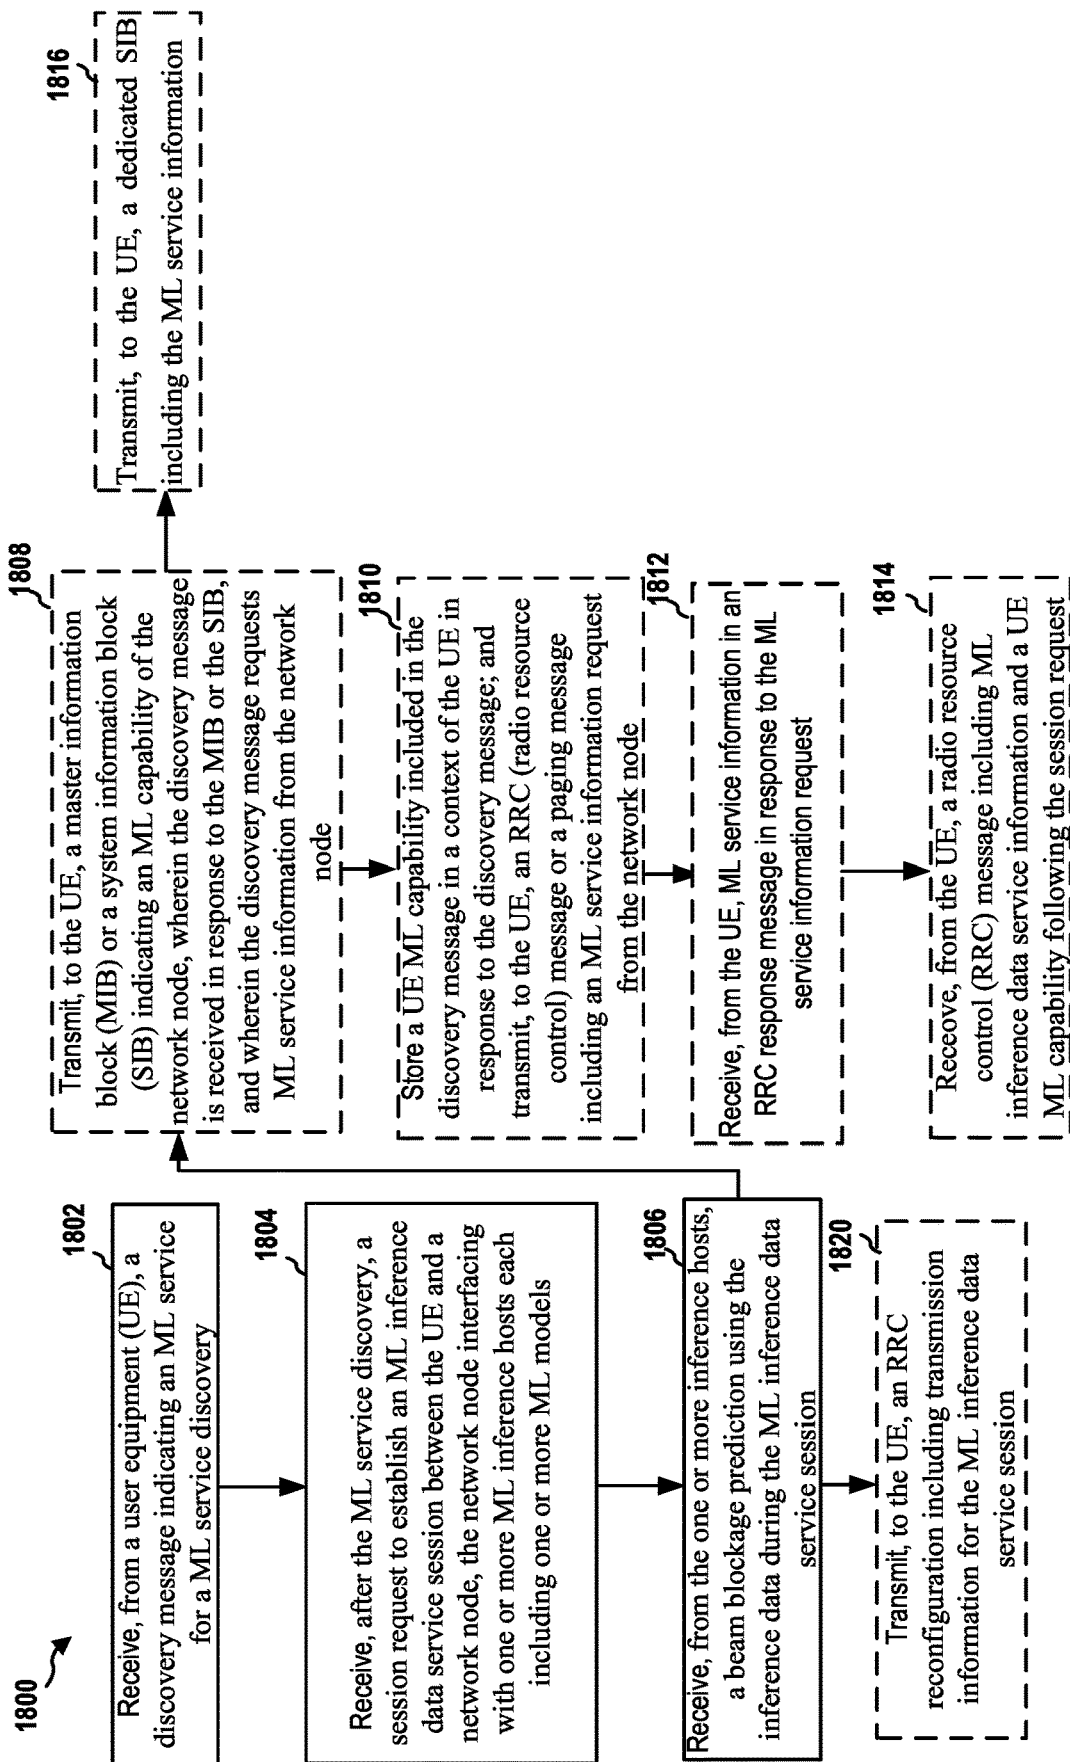 1800
1802
Receive, from a user equipment (UE), a
discovery message indicating an ML service
for a ML service discovery
1804
Receive, after the ML service discovery, a
session request to establish an ML inference
data service session between the UE and a
network node, the network node interfacing
with one or more ML inference hosts each
including one or more ML models
1806
Receive, from the one or more inference hosts,
a beam blockage prediction using the
inference data during the ML inference data
service session
1820
Transmit, to the UE, an RRC
reconfiguration including transmission
information for the ML inference data
service session
1808
Transmit, to the UE, a master information
block (MIB) or a system information block
(SIB) indicating an ML capability of the
network node, wherein the discovery message
is received in response to the MIB or the SIB,
and wherein the discovery message requests
ML service information from the network
node
1810
Store a UE ML capability included in the
discovery message in a context of the UE in
response to the discovery message; and
transmit, to the UE, an RRC (radio resource
control) message or a paging message
including an ML service information request
from the network node
1812
Receive, from the UE, ML service information in an
RRC response message in response to the ML
service information request
1814
Receove, from the UE, a radio resource
control (RRC) message including ML
inference data service information and a UE
ML capability following the session request
1816
Transmit, to the UE, a dedicated SIB
including the ML service information